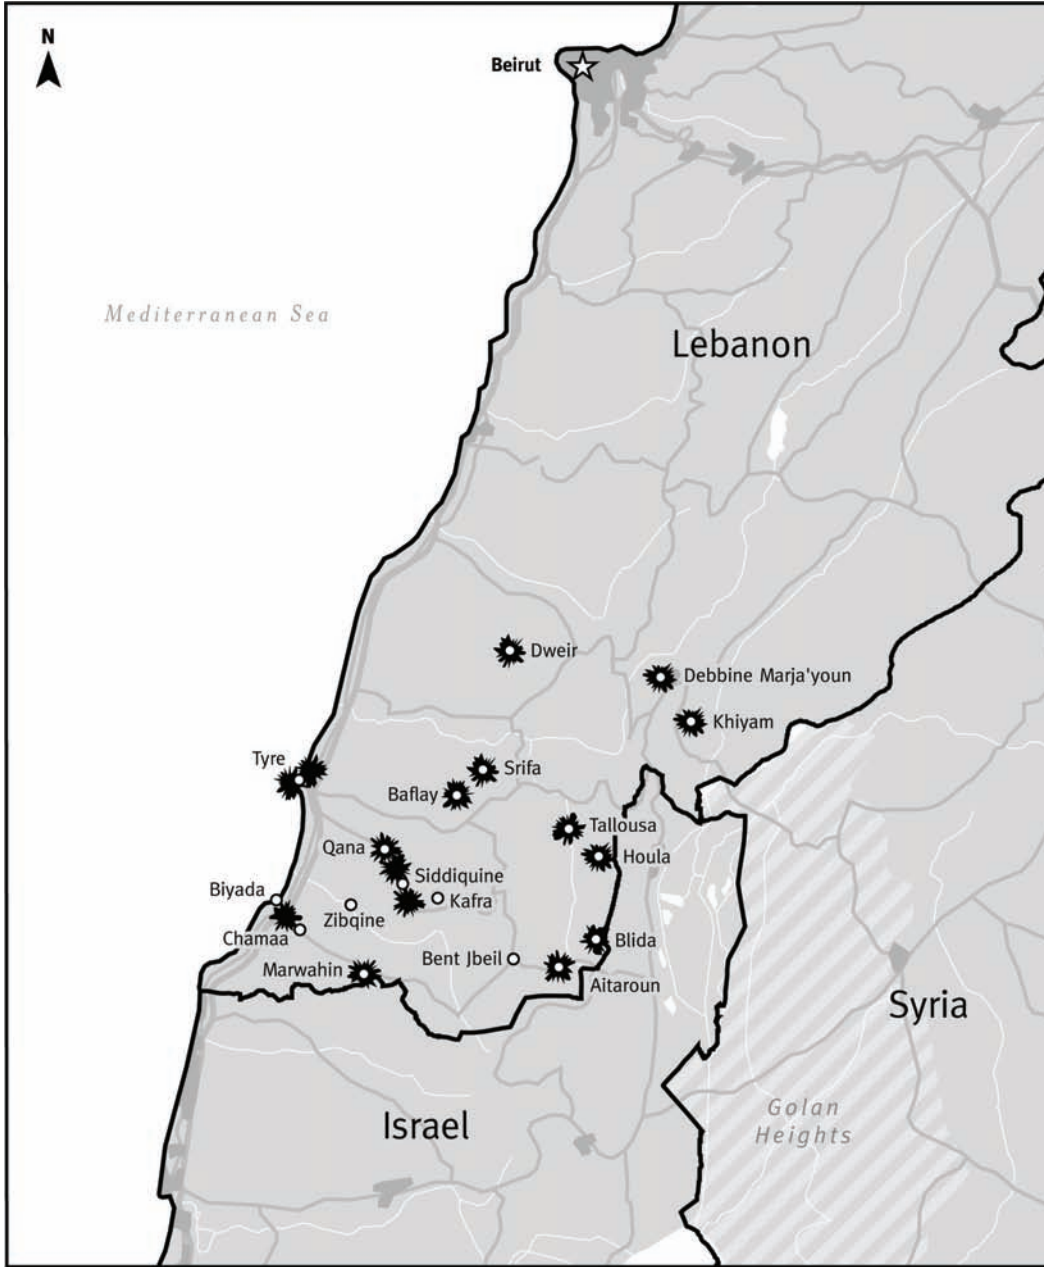 N
Beirut
Mediterranean Sea
Lebanon
Dweir
Debbine Marja'youn
Khiyam
Tyre
Srifa
Baflay
Tallousa
Qana
Houla
Siddiquine
Biyada
Kafra
Zibqine
Chamaa
Blida
Bent Jbeil
Marwahin
Aitaroun
Syria
Golan
Heights
Israel